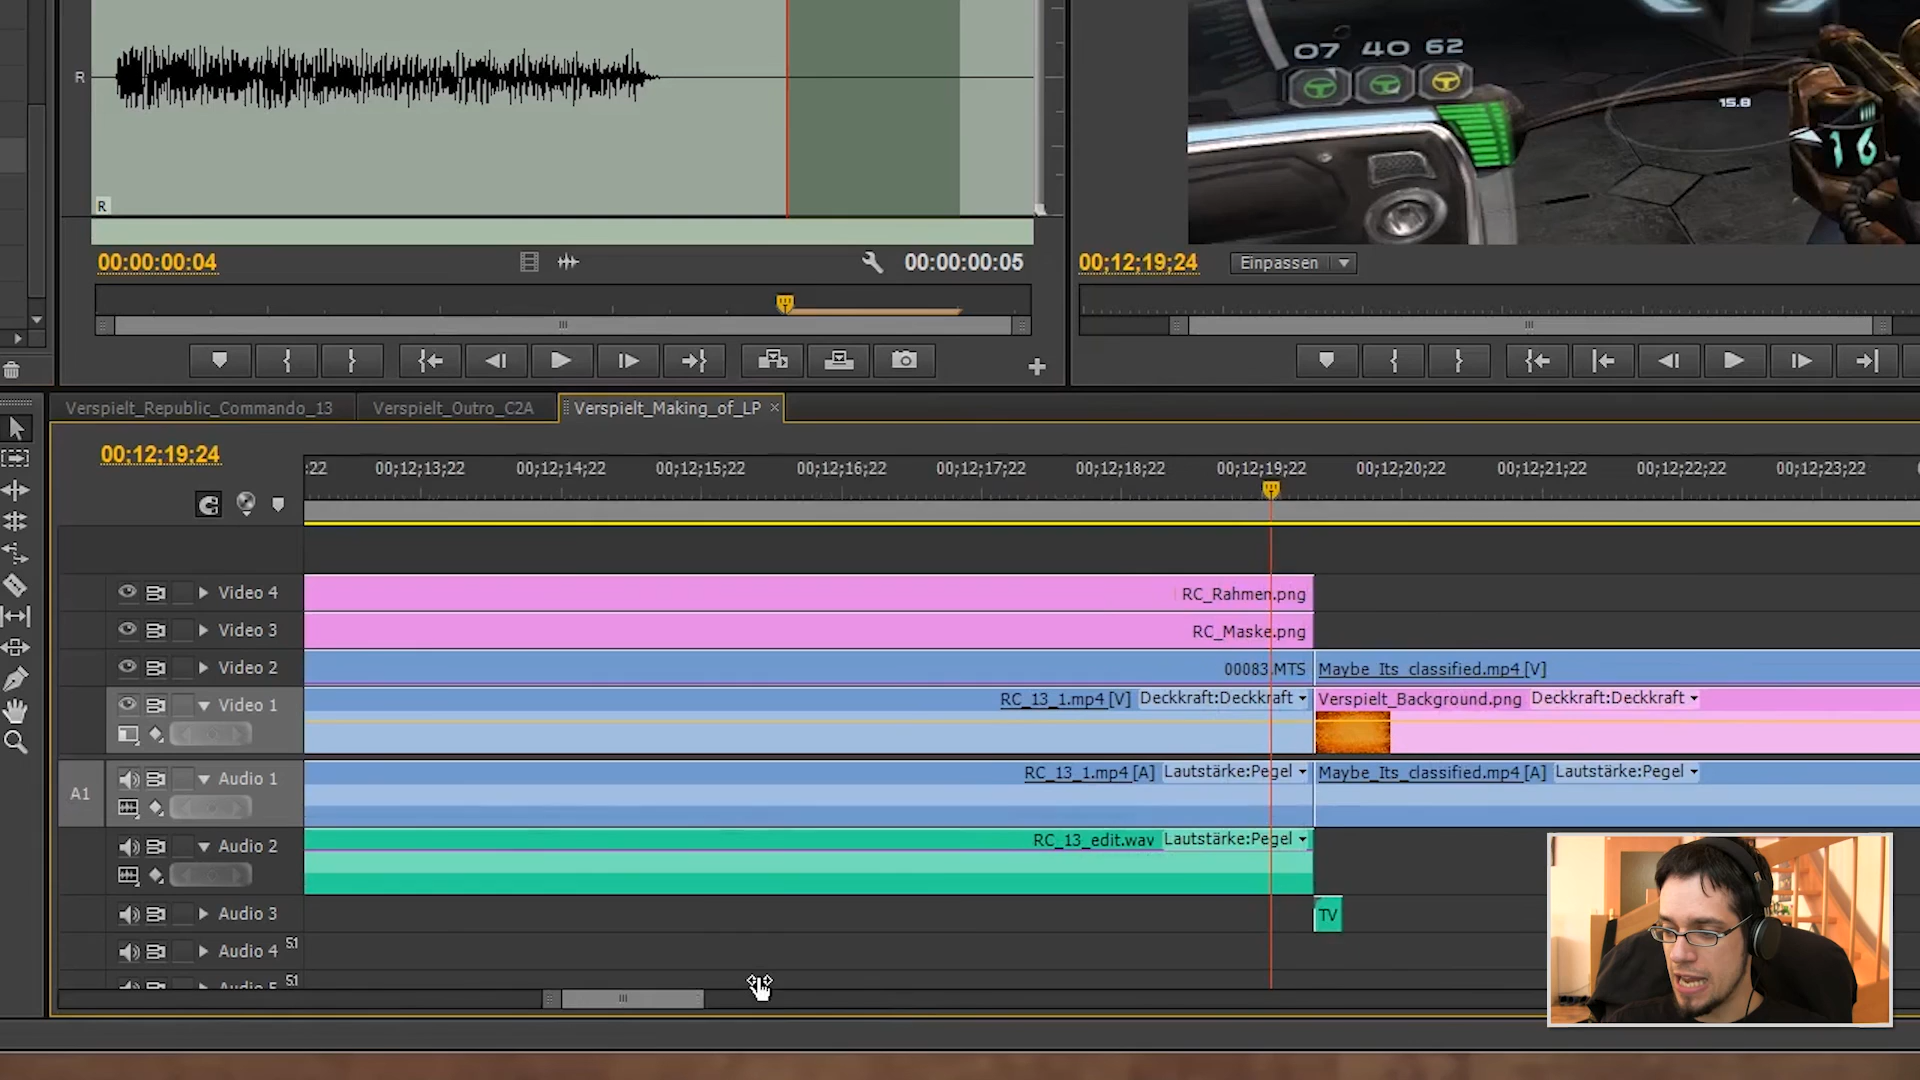 07 40 62
15.8
16
R
R
00:00:00:04
00:00:00:05
00;12;19;24
Einpassen
Verspielt_Republic_Commando_13
Verspielt_Outro_C2A
Verspielt_Making_of_LP ×
00;12;19;24
;22
00;12;13;22
00;12;14;22
00;12;15;22
00;12;16;22
00;12;17;22
00;12;18;22
00;12;19;22
00;12;20;22
00;12;21;22
00;12;22;22
00;12;23;22
Video 4
RC_Rahmen.png
Video 3
RC_Maske.png
Video 2
00083.MTS
Maybe_Its_classified.mp4 [V]
Video 1
RC_13_1.mp4 [V] Deckkraft:Deckkraft
Verspielt_Background.png Deckkraft:Deckkraft
A1
Audio 1
RC_13_1.mp4 [A] Lautstärke:Pegel
Maybe_Its_classified.mp4 [A] Lautstärke:Pegel
Audio 2
RC_13_edit.wav Lautstärke:Pegel
Audio 3
TV
Audio 4 5.1
Audio 5 5.1